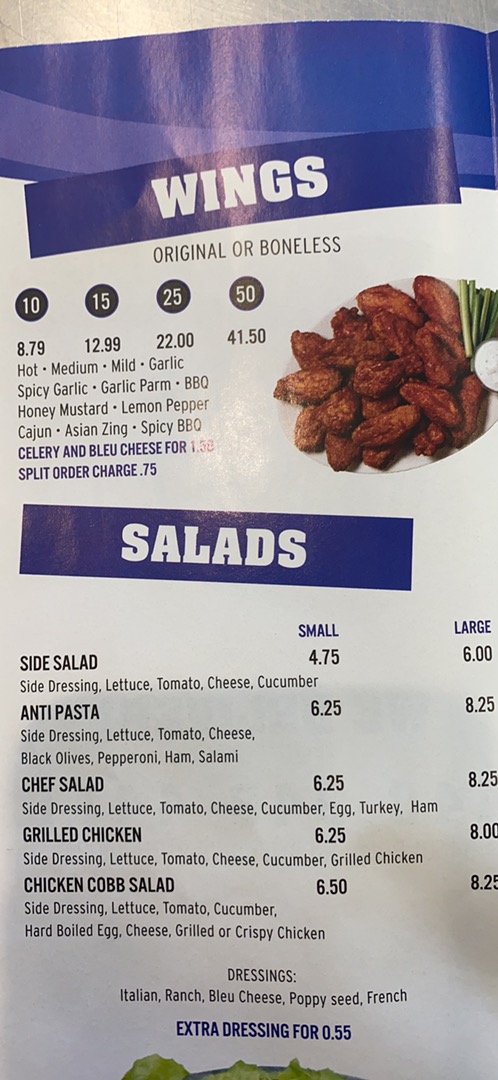 WINGS
ORIGINAL OR BONELESS
10 15 25 50
8.79 12.99 22.00 41.50
Hot • Medium • Mild • Garlic
Spicy Garlic • Garlic Parm • BBQ
Honey Mustard • Lemon Pepper
Cajun • Asian Zing • Spicy BBQ
CELERY AND BLEU CHEESE FOR
SPLIT ORDER CHARGE .75
SALADS
SMALL LARGE
SIDE SALAD 4.75 6.00
Side Dressing, Lettuce, Tomato, Cheese, Cucumber
ANTI PASTA 6.25 8.25
Side Dressing, Lettuce, Tomato, Cheese,
Black Olives, Pepperoni, Ham, Salami
CHEF SALAD 6.25 8.25
Side Dressing, Lettuce, Tomato, Cheese, Cucumber, Egg, Turkey, Ham
GRILLED CHICKEN 6.25 8.00
Side Dressing, Lettuce, Tomato, Cheese, Cucumber, Grilled Chicken
CHICKEN COBB SALAD 6.50 8.25
Side Dressing, Lettuce, Tomato, Cucumber,
Hard Boiled Egg, Cheese, Grilled or Crispy Chicken
DRESSINGS:
Italian, Ranch, Bleu Cheese, Poppy seed, French
EXTRA DRESSING FOR 0.55